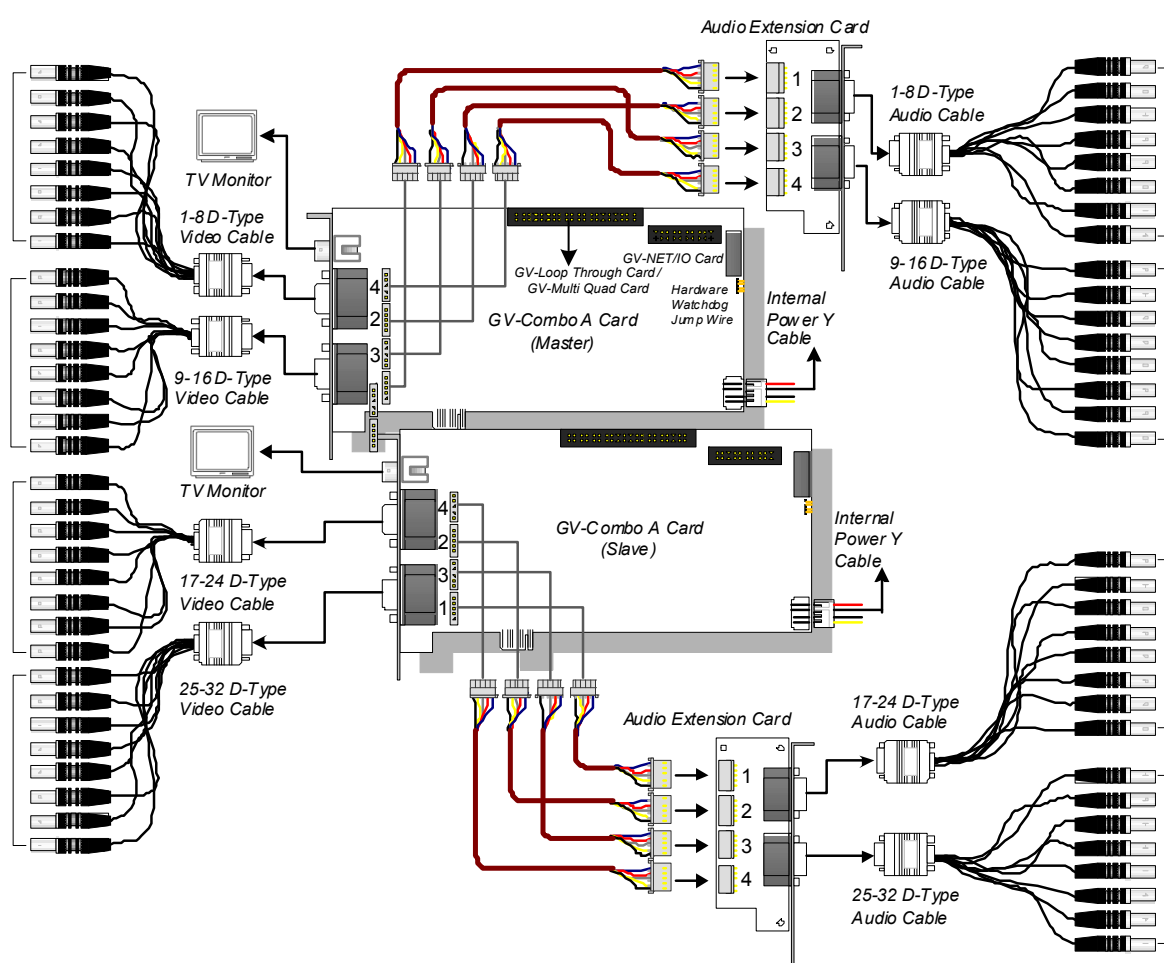 Audio Extension Card
1
2
3
4
1-8 D-Type
Audio Cable
9-16 D-Type
Audio Cable
TV Monitor
1-8 D-Type
Video Cable
9-16 D-Type
Video Cable
GV-Loop Through Card /
GV-Multi Quad Card
GV-NET/IO Card
Hardware
Watchdog
Jump Wire
GV-Combo A Card
(Master)
4
2
3
Internal
Power Y
Cable
TV Monitor
17-24 D-Type
Video Cable
25-32 D-Type
Video Cable
4
2
3
1
GV-Combo A Card
(Slave)
Internal
Power Y
Cable
Audio Extension Card
1
2
3
4
17-24 D-Type
Audio Cable
25-32 D-Type
Audio Cable